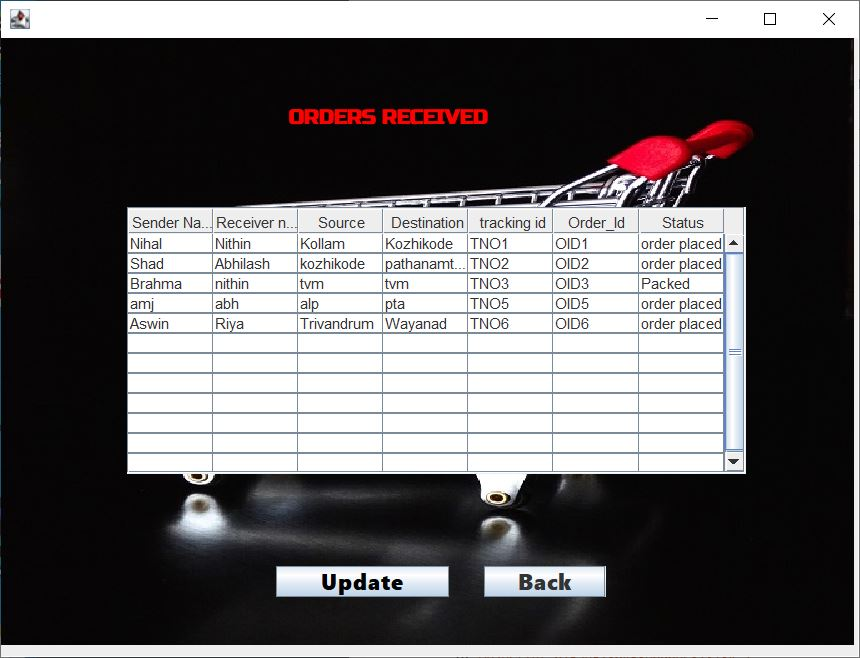 ORDERS RECEIVED
Sender Na... Receiver n... Source Destination tracking id Order_Id Status
Nihal Nithin Kollam Kozhikode TNO1 OID1 order placed
Shad Abhilash kozhikode pathanamt... TNO2 OID2 order placed
Brahma nithin tvm tvm TNO3 OID3 Packed
amj abh alp pta TNO5 OID5 order placed
Aswin Riya Trivandrum Wayanad TNO6 OID6 order placed
Update Back